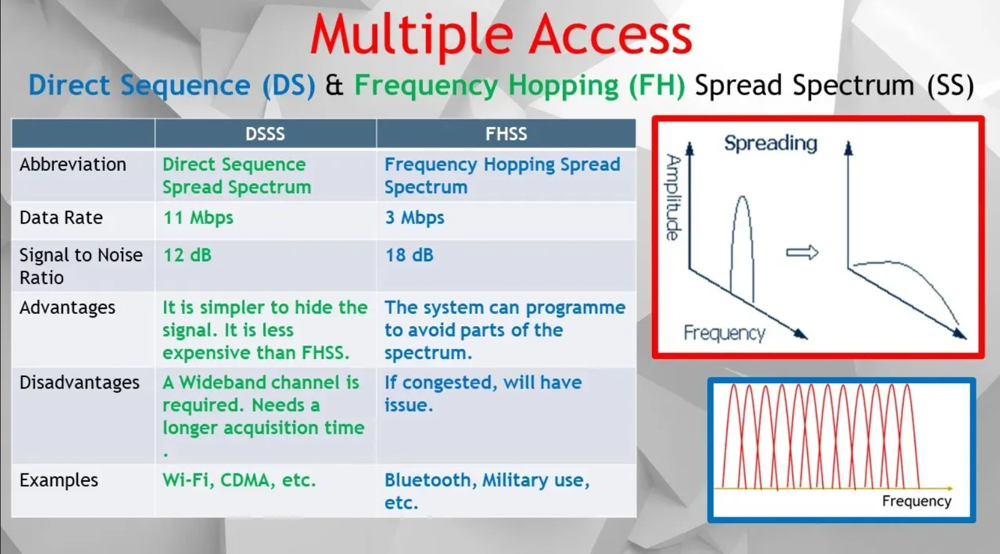 Multiple Access
Direct Sequence (DS) & Frequency Hopping (FH) Spread Spectrum (SS)
DSSS FHSS
Abbreviation
Direct Sequence
Spread Spectrum
Frequency Hopping Spread
Spectrum
Data Rate 11 Mbps 3 Mbps
Signal to Noise
Ratio
12 dB 18 dB
Advantages
It is simpler to hide the
signal. It is less
expensive than FHSS.
The system can programme
to avoid parts of the
spectrum.
Disadvantages
A Wideband channel is
required. Needs a
longer acquisition time
.
If congested, will have
issue.
Examples
Wi-Fi, CDMA, etc.
Bluetooth, Military use,
etc.
Spreading
Amplitude
Frequency
Frequency